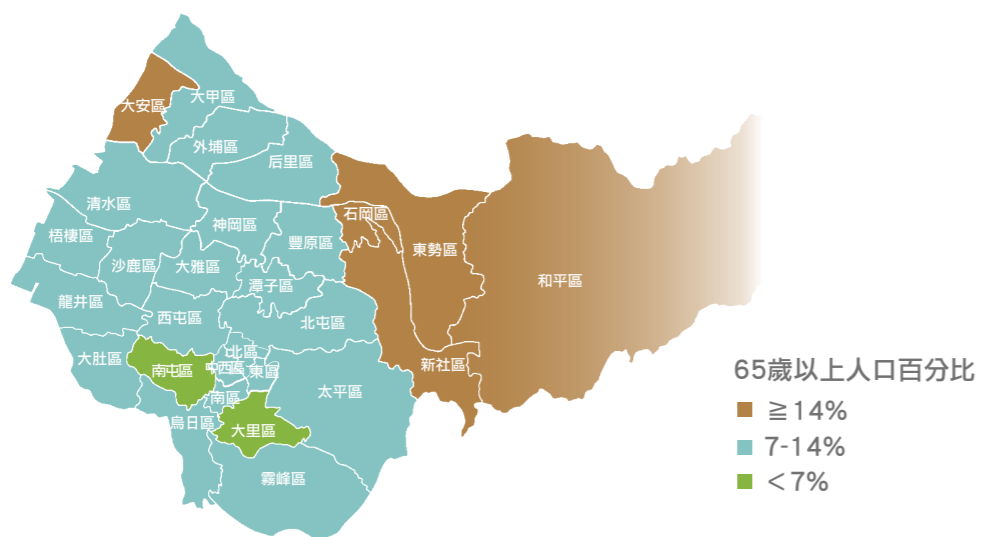 大安區
大甲區
外埔區
后里區
清水區
梧棲區
神岡區
豐原區
石岡區
東勢區
和平區
沙鹿區
大雅區
潭子區
龍井區
西屯區
北屯區
大肚區
南屯區
北區
中區
西區
東區
新社區
太平區
南區
烏日區
大里區
霧峰區
65歲以上人口百分比
≧14%
7-14%
<7%